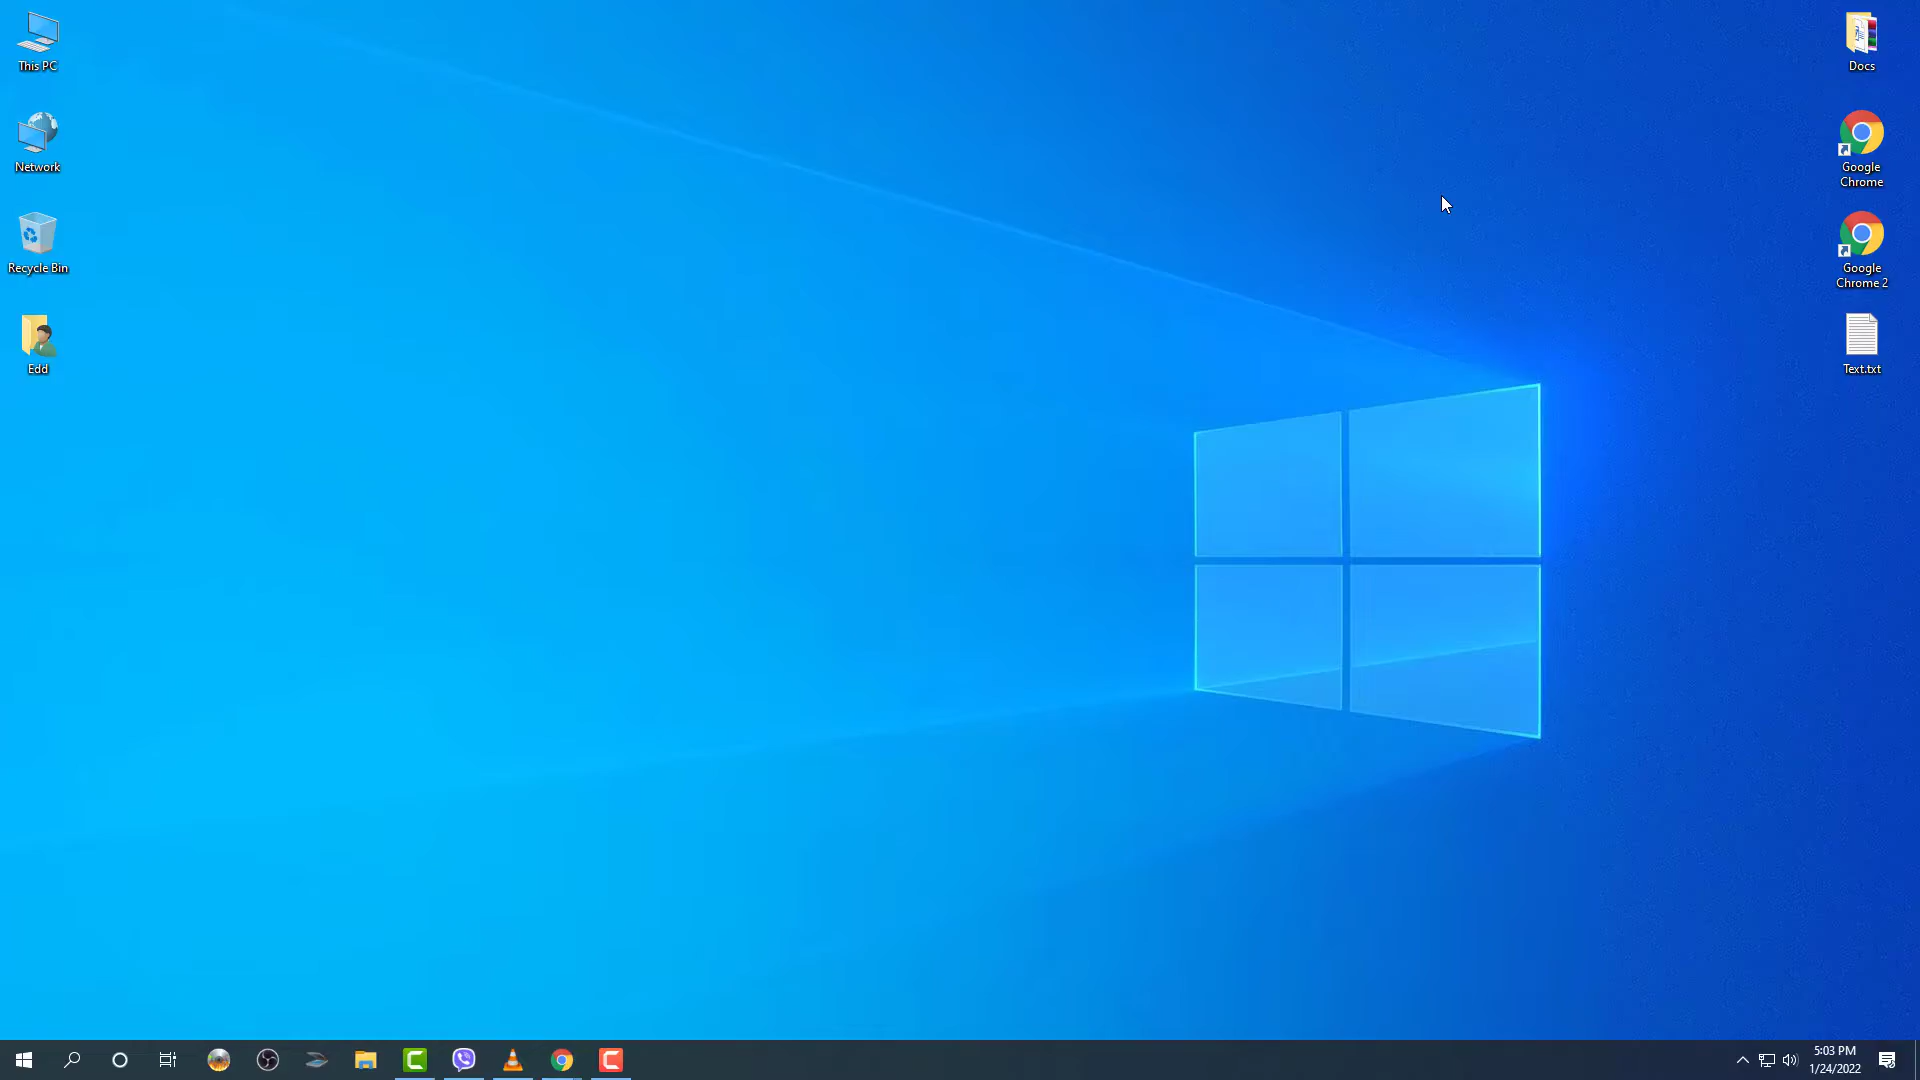 This PC
Network
Recycle Bin
Edd
Docs
Google
Chrome
Google
Chrome 2
Text.txt
5:03 PM
1/24/2022